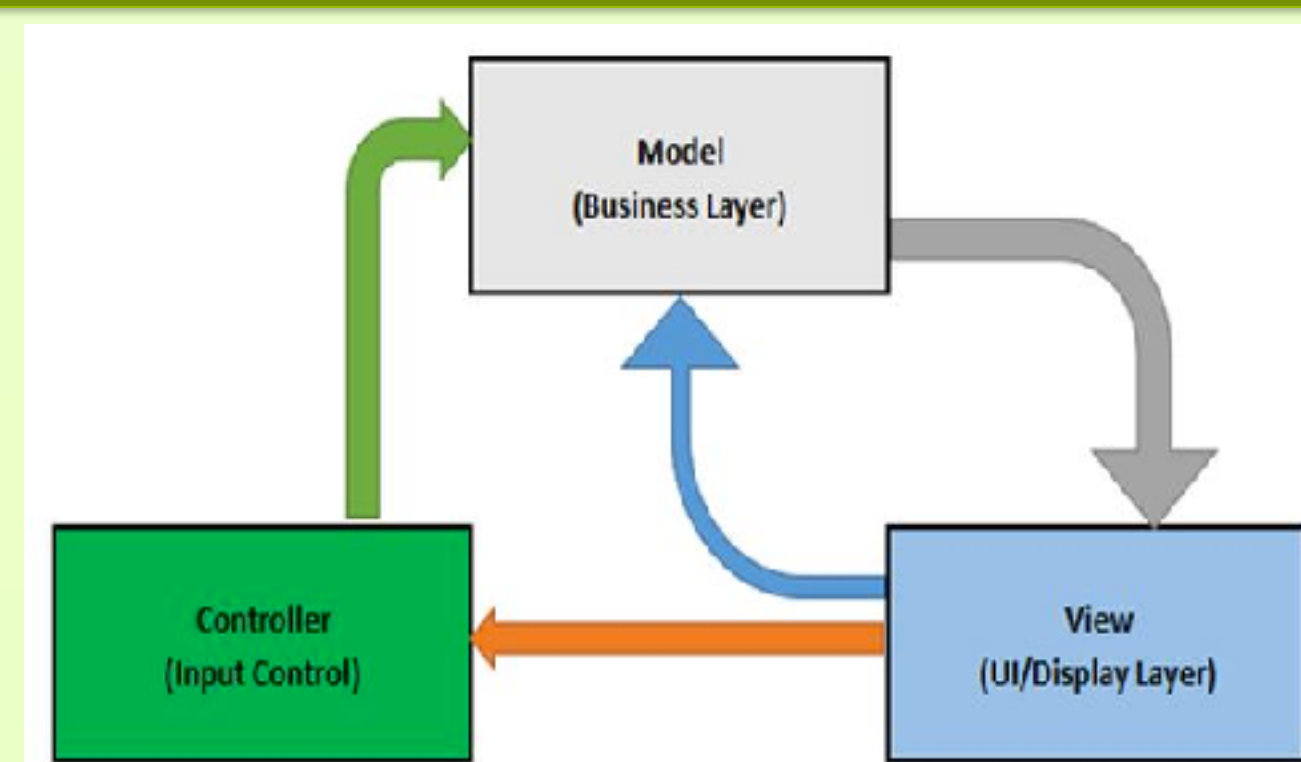 Model
(Business Layer)
Controller
(Input Control)
View
(UI/Display Layer)